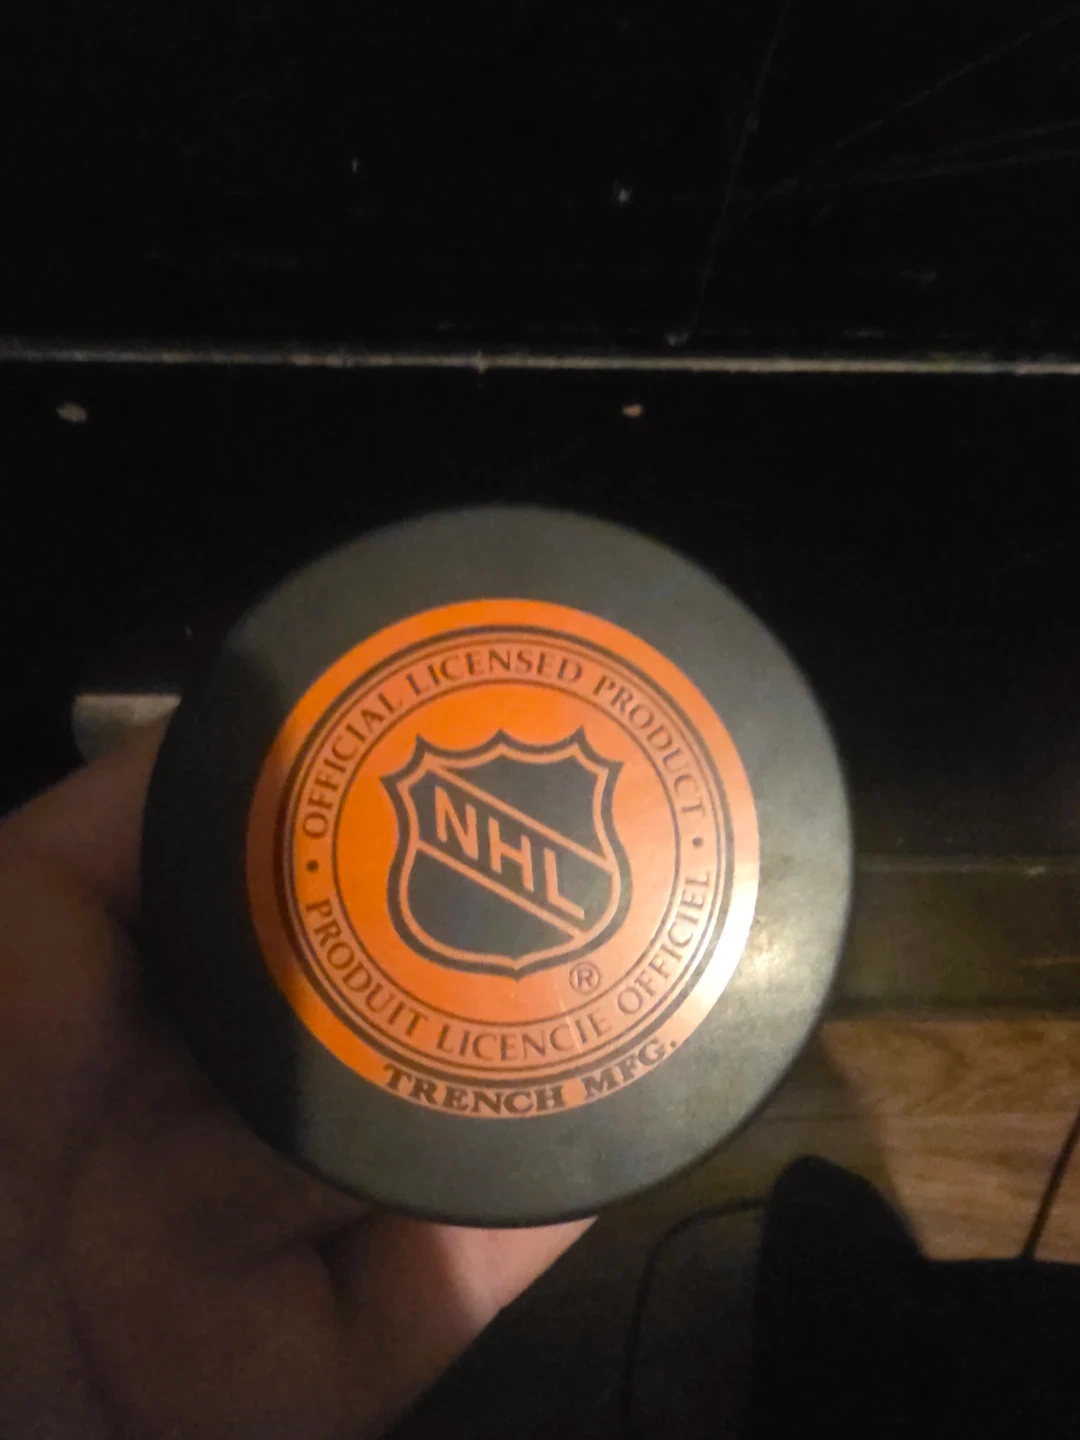 • OFFICIAL LICENSED PRODUCT •
NHL
®
PRODUIT LICENCIE OFFICIEL
TRENCH MFG.